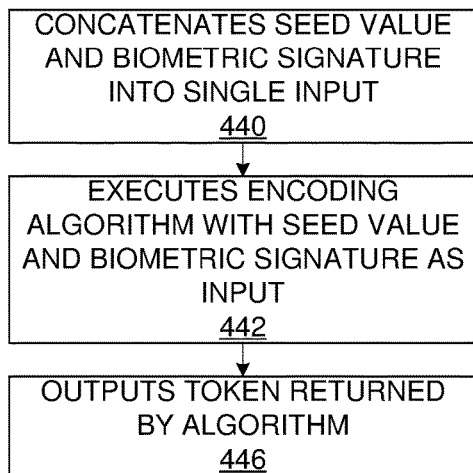 CONCATENATES SEED VALUE
AND BIOMETRIC SIGNATURE
INTO SINGLE INPUT
440
EXECUTES ENCODING
ALGORITHM WITH SEED VALUE
AND BIOMETRIC SIGNATURE AS
INPUT
442
OUTPUTS TOKEN RETURNED
BY ALGORITHM
446